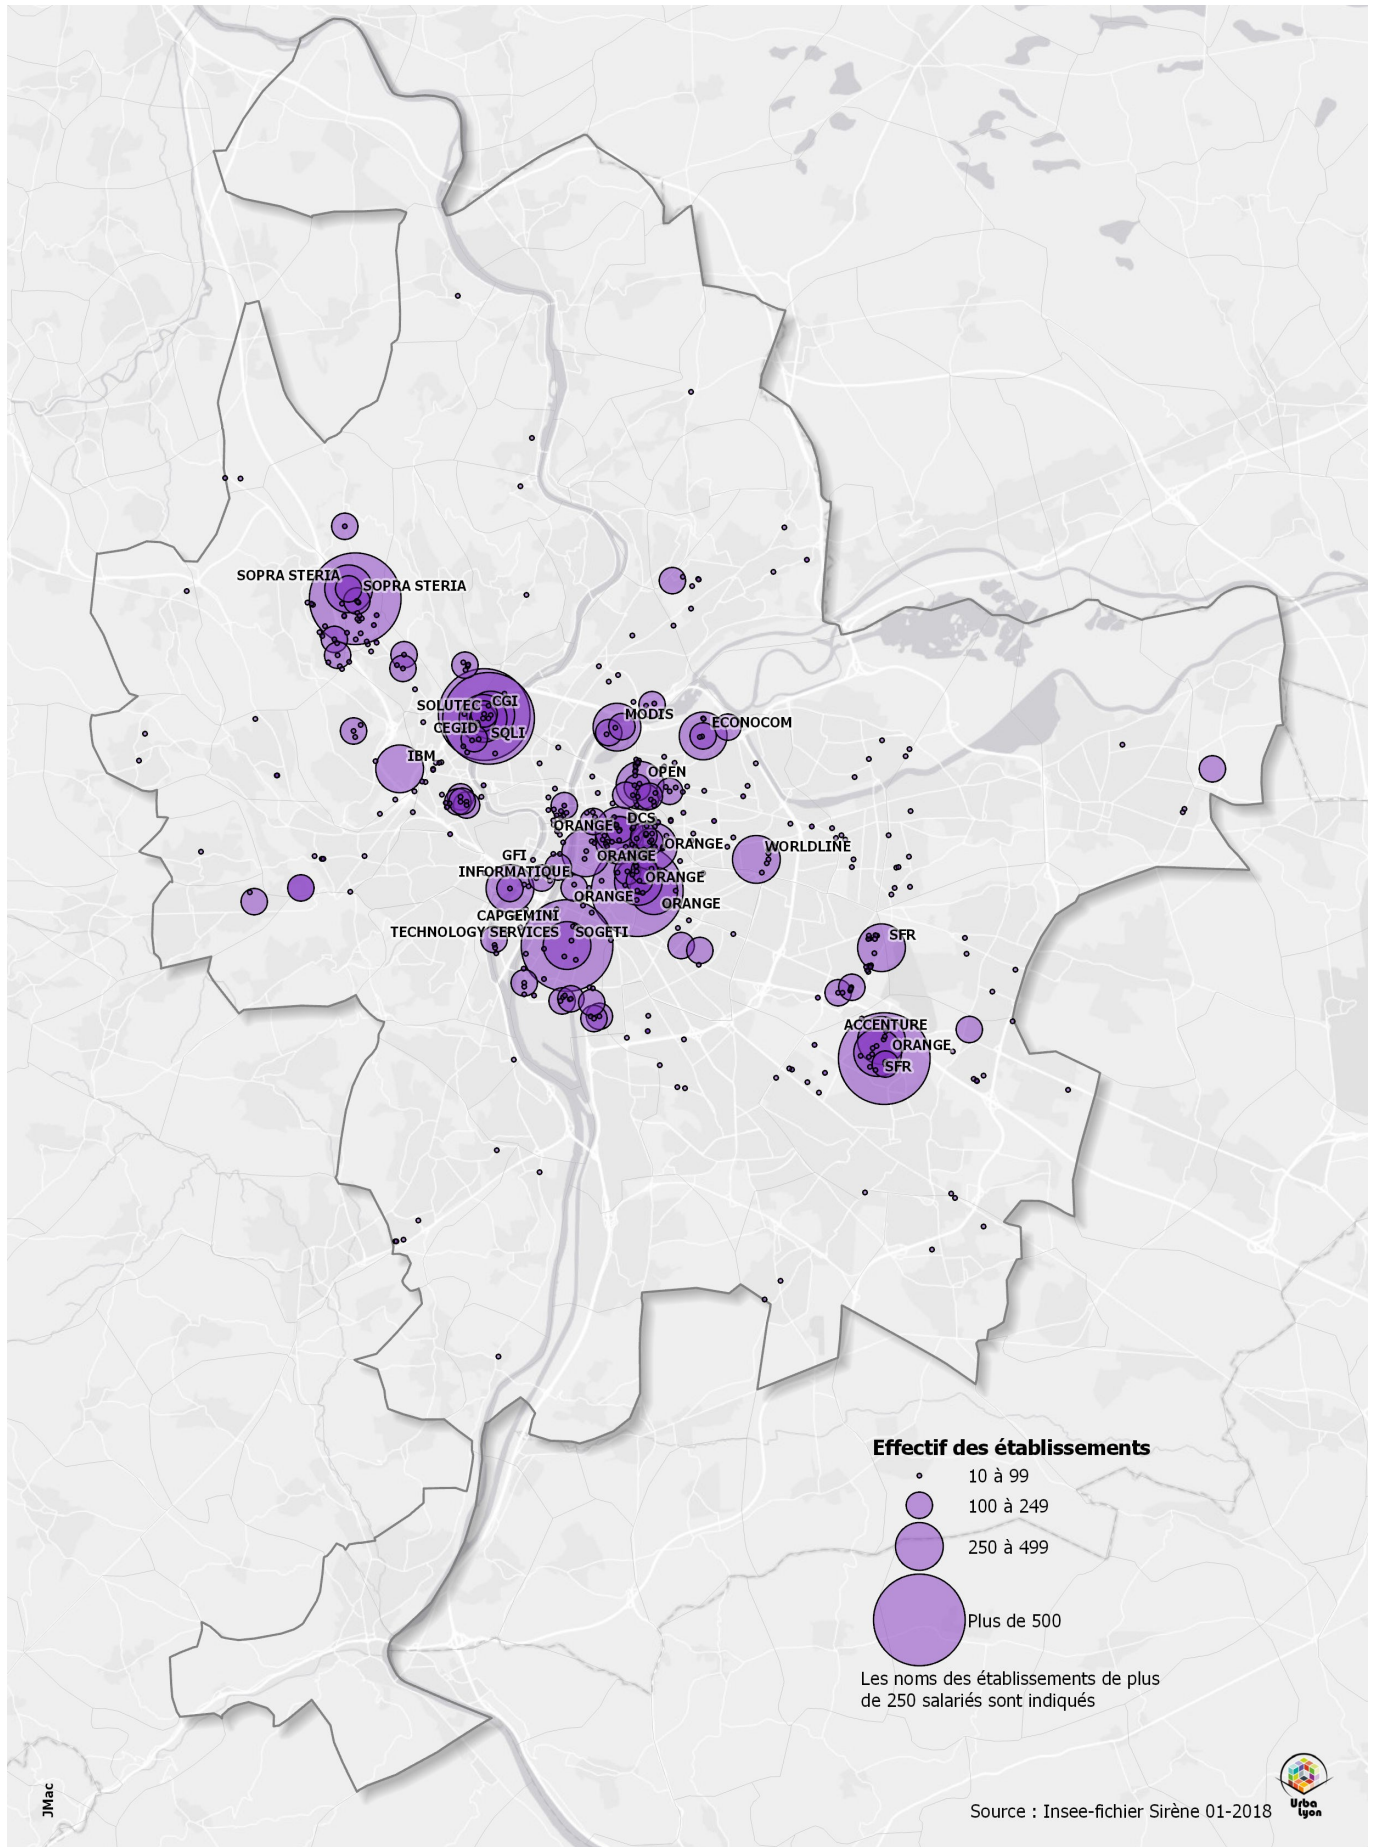 SOPRA STERIA
SOPRA STERIA
SOLUTEC
CGI
CEGID
SQLI
MODIS
ECONOCOM
IBM
OPEN
DCS
ORANGE
ORANGE
WORLDLINE
GFI
INFORMATIQUE
ORANGE
ORANGE
ORANGE
ORANGE
CAPGEMINI
TECHNOLOGY SERVICES
SOGETI
SFR
ACCENTURE
ORANGE
SFR
Effectif des établissements
10 à 99
100 à 249
250 à 499
Plus de 500
Les noms des établissements de plus
de 250 salariés sont indiqués
JMac
Source : Insee-fichier Sirène 01-2018
Urba
Lyon